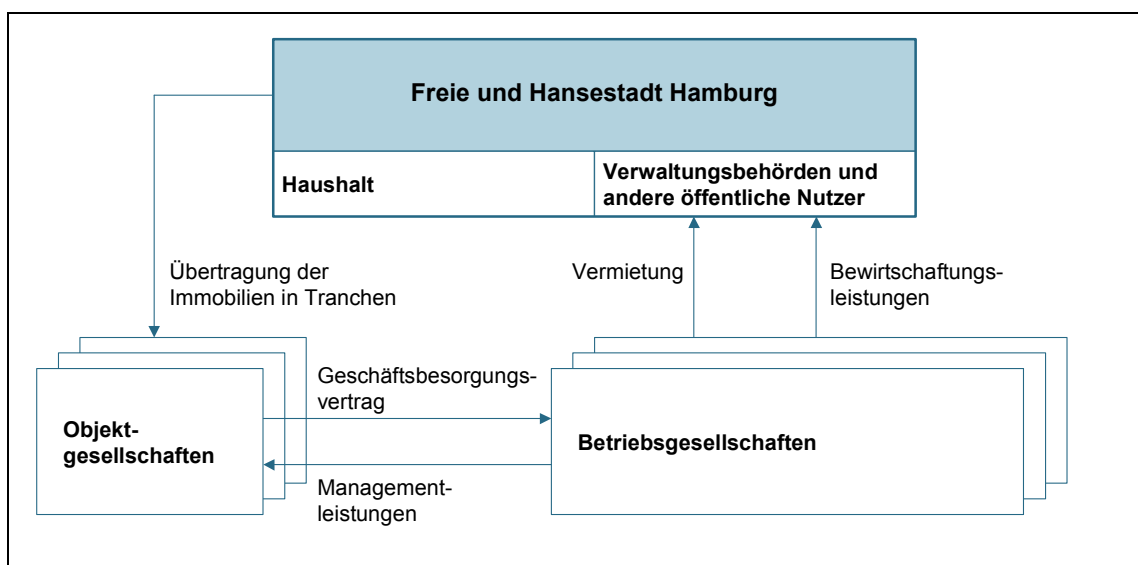 Freie und Hansestadt Hamburg
Haushalt
Verwaltungsbehörden und
andere öffentliche Nutzer
Übertragung der
Immobilien in Tranchen
Vermietung
Bewirtschaftungs-
leistungen
Geschäftsbesorgungs-
vertrag
Objekt-
gesellschaften
Betriebsgesellschaften
Management-
leistungen